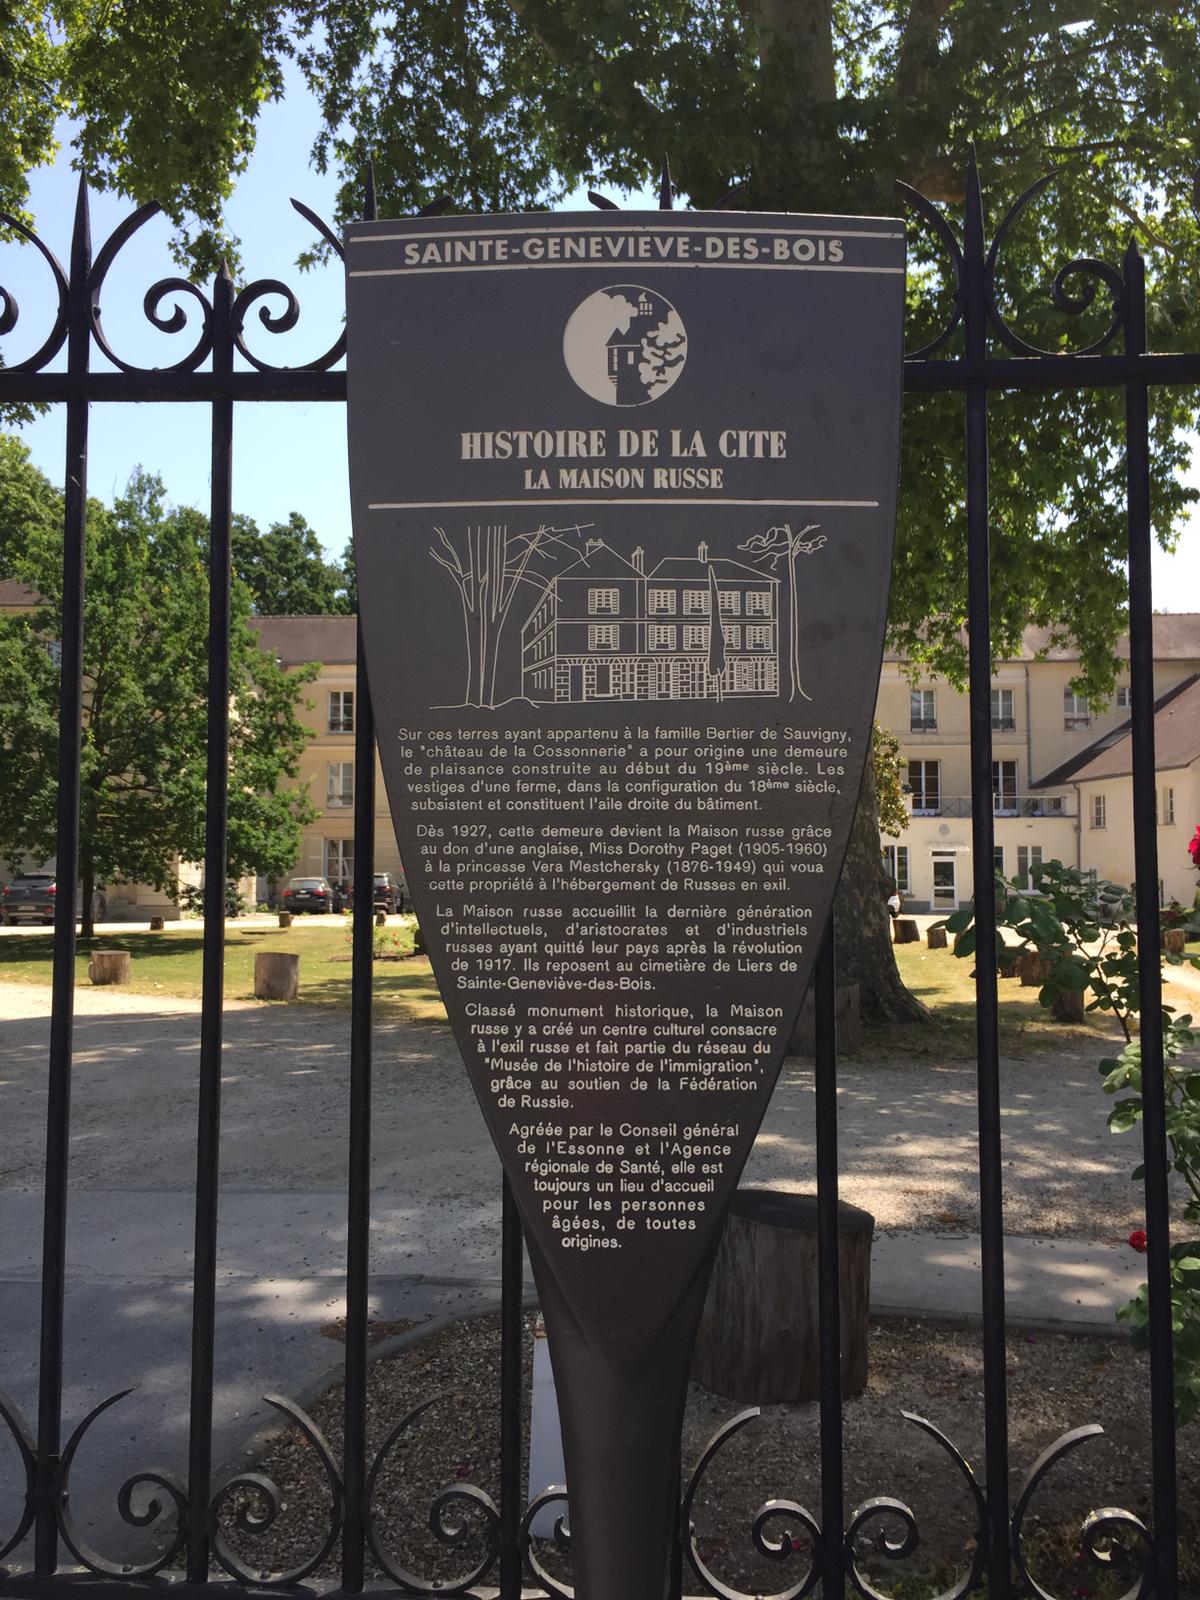 SAINTE-GENEVIEVE-DES-BOIS
HISTOIRE DE LA CITE
LA MAISON RUSSE
Sur ces terres ayant appartenu à la famille Bertier de Sauvigny,
le "château de la Cossonnerie" a pour origine une demeure
de plaisance construite au début du 19ème siècle. Les
vestiges d'une ferme, dans la configuration du 18ème siècle,
subsistent et constituent l'aile droite du bâtiment.
Dès 1927, cette demeure devient la Maison russe grâce
au don d'une anglaise, Miss Dorothy Paget (1905-1960)
à la princesse Vera Mestchersky (1876-1949) qui voua
cette propriété à l'hébergement de Russes en exil.
La Maison russe accueillit la dernière génération
d'intellectuels, d'aristocrates et d'industriels
russes ayant quitté leur pays après la révolution
de 1917. Ils reposent au cimetière de Liers de
Sainte-Geneviève-des-Bois.
Classé monument historique, la Maison
russe y a créé un centre culturel consacre
à l'exil russe et fait partie du réseau du
"Musée de l'histoire de l'immigration",
grâce au soutien de la Fédération
de Russie.
Agréée par le Conseil général
de l'Essonne et l'Agence
régionale de Santé, elle est
toujours un lieu d'accueil
pour les personnes
âgées, de toutes
origines.